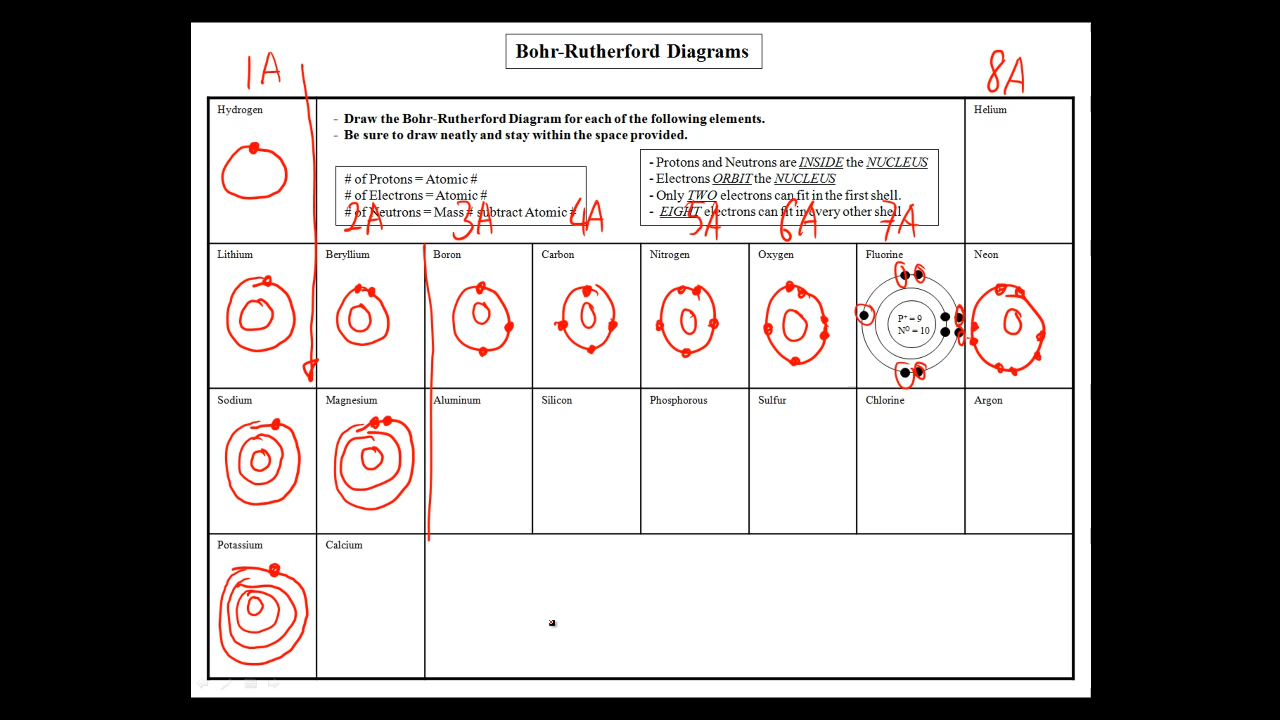 Bohr-Rutherford Diagrams
1A
8A
Hydrogen
- Draw the Bohr-Rutherford Diagram for each of the following elements.
- Be sure to draw neatly and stay within the space provided.
# of Protons = Atomic #
# of Electrons = Atomic #
# of Neutrons = Mass # subtract Atomic #
- Protons and Neutrons are INSIDE the NUCLEUS
- Electrons ORBIT the NUCLEUS
- Only TWO electrons can fit in the first shell.
- EIGHT electrons can fit in every other shell
Helium
2A 3A 4A 5A 6A 7A
Lithium Beryllium Boron Carbon Nitrogen Oxygen Fluorine Neon
P+ = 9
N0 = 10
Sodium Magnesium Aluminum Silicon Phosphorous Sulfur Chlorine Argon
Potassium Calcium